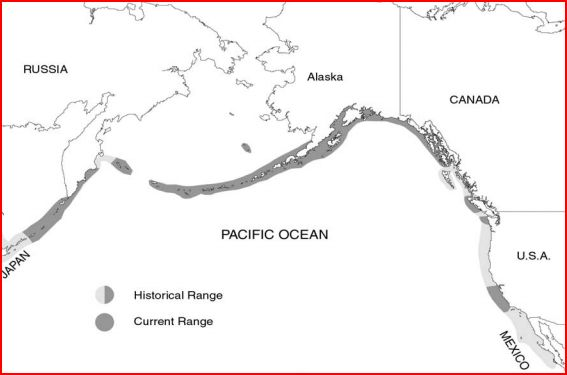 RUSSIA
Alaska
CANADA
PACIFIC OCEAN
U.S.A.
JAPAN
Historical Range
Current Range
MEXICO